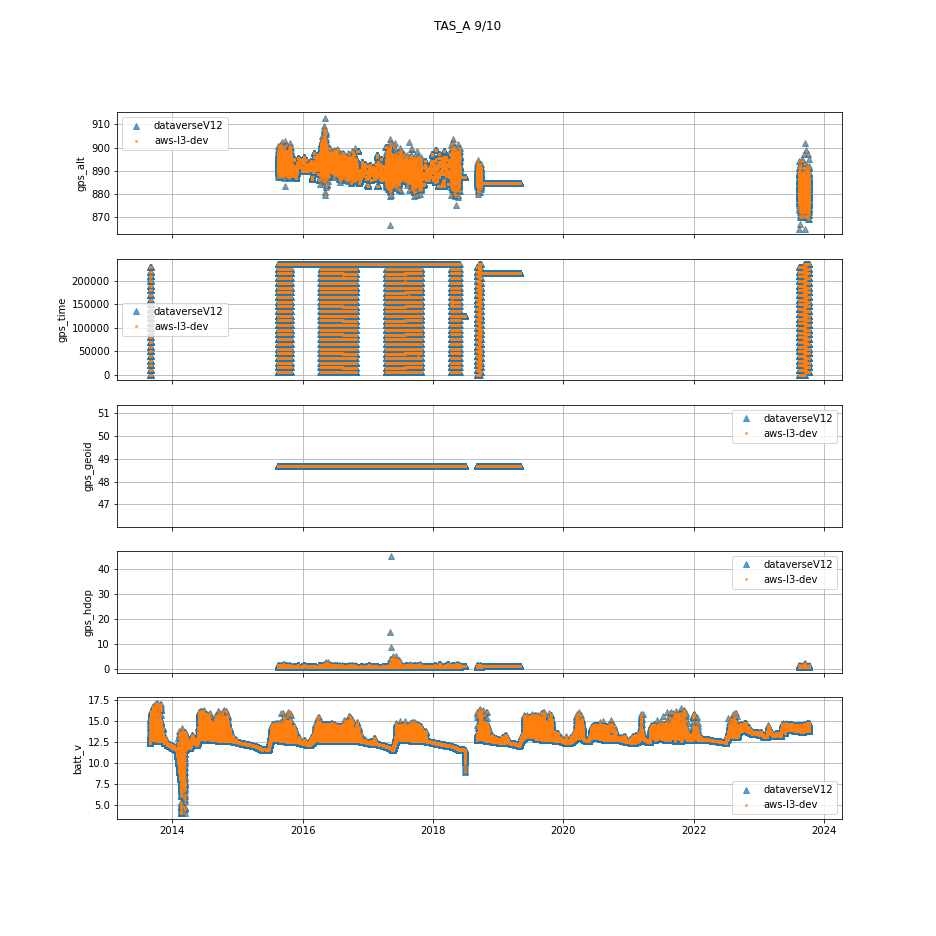 TAS_A 9/10
910
900
890
880
870
gps_alt
dataverseV12
aws-l3-dev
200000
150000
100000
50000
0
gps_time
dataverseV12
aws-l3-dev
51
50
49
48
47
gps_geoid
dataverseV12
aws-l3-dev
40
30
20
10
0
gps_hdop
dataverseV12
aws-l3-dev
17.5
15.0
12.5
10.0
7.5
5.0
batt_v
dataverseV12
aws-l3-dev
2014 2016 2018 2020 2022 2024